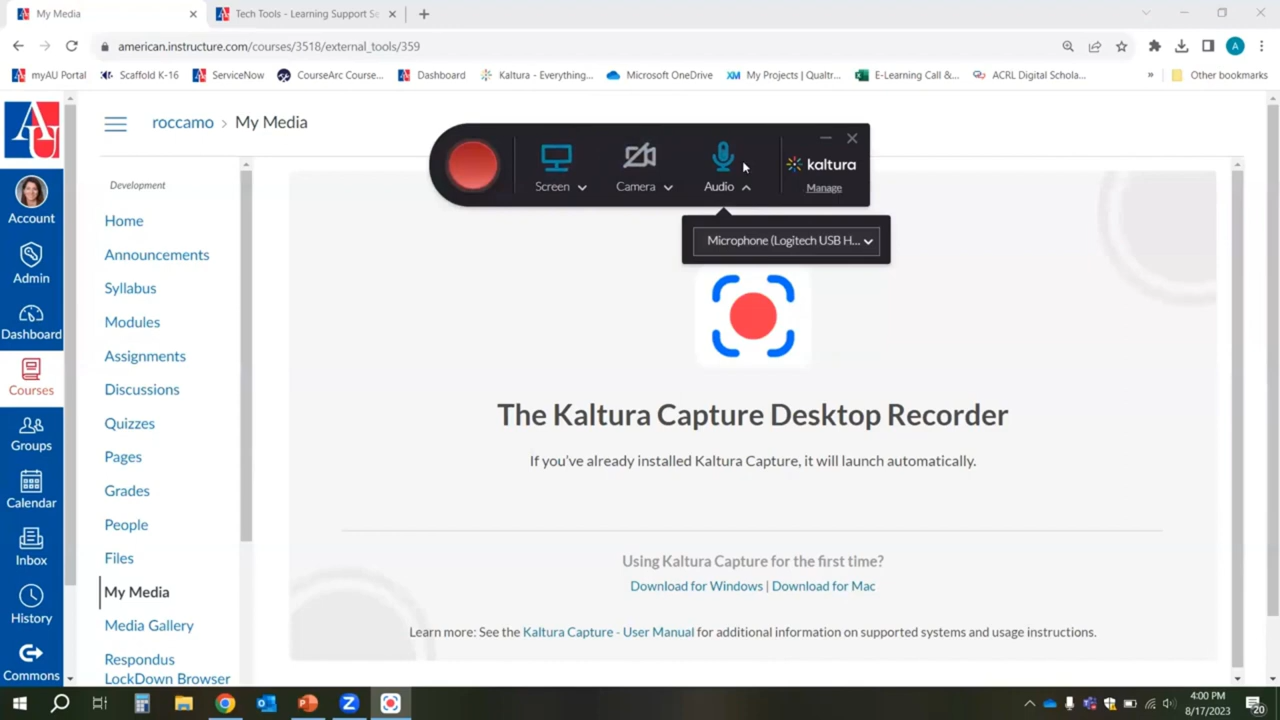 My Media
Tech Tools - Learning Support Se
american.instructure.com/courses/3518/external_tools/359
A
myAU Portal
Scaffold K-16
ServiceNow
CourseArc Course...
Dashboard
Kaltura - Everything...
Microsoft OneDrive
XM My Projects | Qualtr...
E-Learning Call &...
ACRL Digital Schola...
»
Other bookmarks
AU
roccamo > My Media
Account
Admin
Dashboard
Courses
Groups
Calendar
Inbox
History
Commons
Development
Home
Announcements
Syllabus
Modules
Assignments
Discussions
Quizzes
Pages
Grades
People
Files
My Media
Media Gallery
Respondus
LockDown Browser
Screen
Camera
Audio
kaltura
Manage
Microphone (Logitech USB H...
The Kaltura Capture Desktop Recorder
If you've already installed Kaltura Capture, it will launch automatically.
Using Kaltura Capture for the first time?
Download for Windows | Download for Mac
Learn more: See the Kaltura Capture - User Manual for additional information on supported systems and usage instructions.
4:00 PM
8/17/2023
20